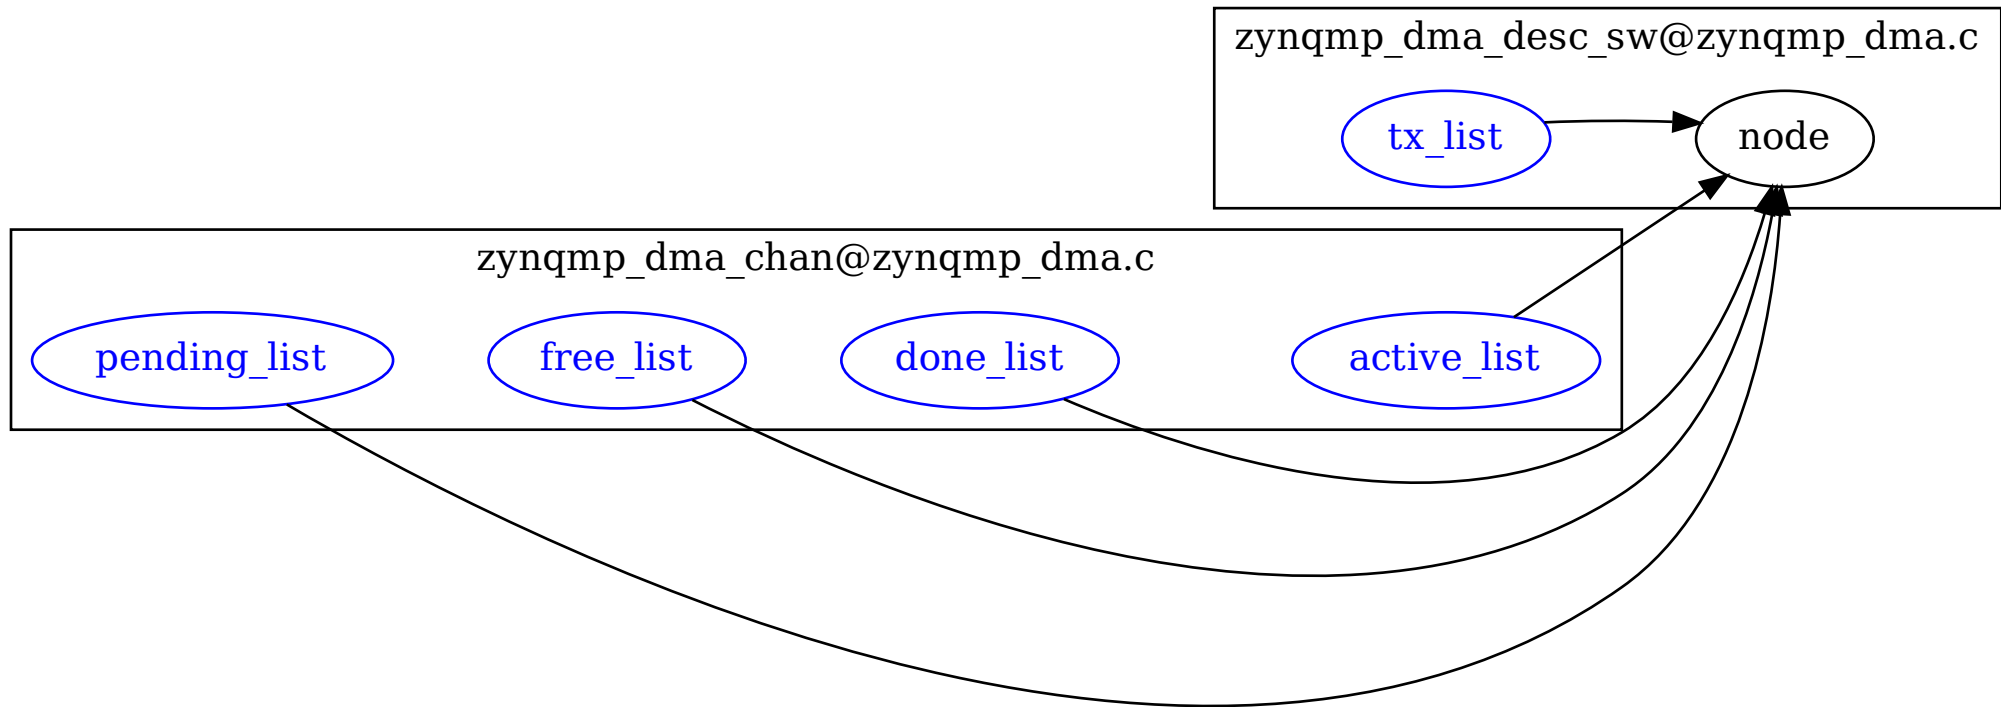 zynqmp_dma_desc_sw@zynqmp_dma.c
tx_list
node
zynqmp_dma_chan@zynqmp_dma.c
pending_list
free_list
done_list
active_list